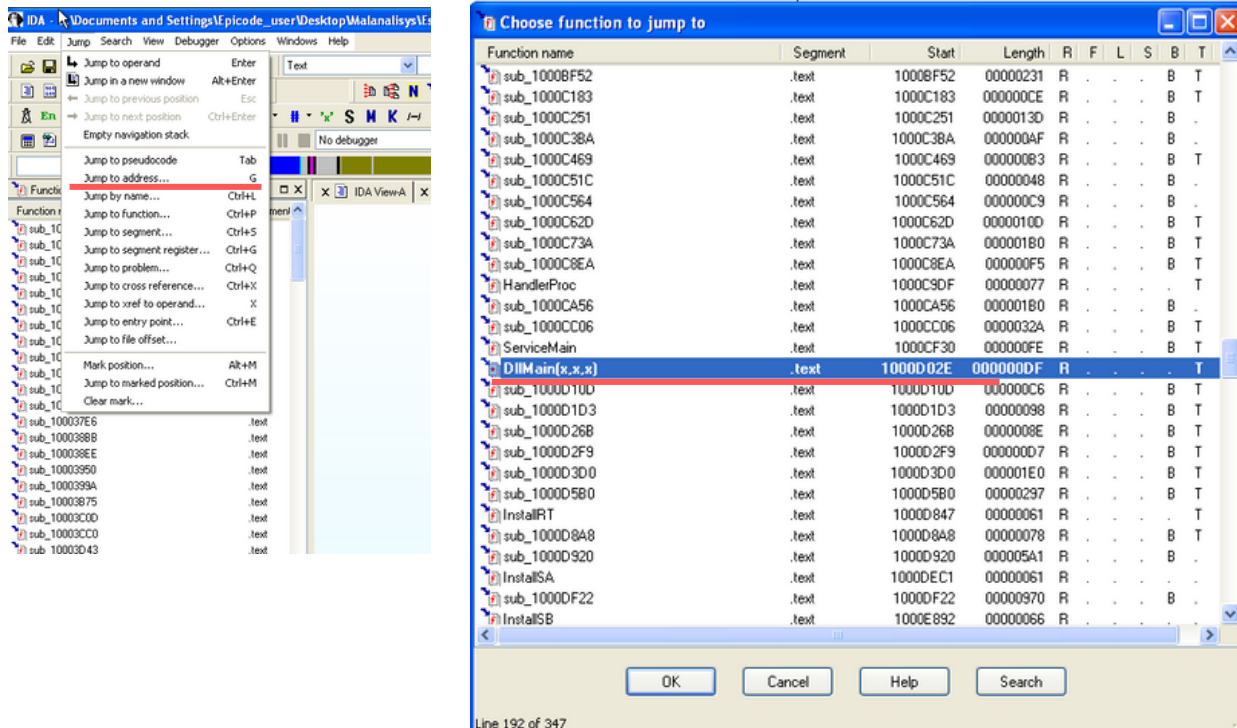 IDA - \Documents and Settings\Epicode_user\Desktop\Malanalisys\Es
File Edit Jump Search View Debugger Options Windows Help
Jump to operand Enter
Text
Jump in a new window Alt+Enter
Jump to previous position Esc
Jump to next position Ctrl+Enter
En
N
'x' S M K
Empty navigation stack
No debugger
Jump to pseudocode Tab
Jump to address... G
Jump by name... Ctrl+L
Jump to function... Ctrl+P
Jump to segment... Ctrl+S
Jump to segment register... Ctrl+G
Jump to problem... Ctrl+Q
Jump to cross reference... Ctrl+X
Jump to xref to operand... X
Jump to entry point... Ctrl+E
Jump to file offset...
Mark position... Alt+M
Jump to marked position... Ctrl+M
Clear mark...
IDA View-A
sub_100037E6 .text
sub_100038BB .text
sub_100038EE .text
sub_10003950 .text
sub_1000399A .text
sub_10003B75 .text
sub_10003C0D .text
sub_10003CC0 .text
sub_10003D43 .text
Choose function to jump to
Function name Segment Start Length R F L S B T
sub_1000BF52 .text 1000BF52 00000231 R . . . B T
sub_1000C183 .text 1000C183 000000CE R . . . B T
sub_1000C251 .text 1000C251 0000013D R . . . B .
sub_1000C3BA .text 1000C3BA 000000AF R . . . B .
sub_1000C469 .text 1000C469 000000B3 R . . . B T
sub_1000C51C .text 1000C51C 00000048 R . . . B .
sub_1000C564 .text 1000C564 000000C9 R . . . B .
sub_1000C62D .text 1000C62D 0000010D R . . . B T
sub_1000C73A .text 1000C73A 000001B0 R . . . B T
sub_1000C8EA .text 1000C8EA 000000F5 R . . . B T
HandlerProc .text 1000C9DF 00000077 R . . . . T
sub_1000CA56 .text 1000CA56 000001B0 R . . . B .
sub_1000CC06 .text 1000CC06 0000032A R . . . B T
ServiceMain .text 1000CF30 000000FE R . . . B T
DllMain(x,x,x) .text 1000D02E 000000DF R . . . . T
sub_1000D10D .text 1000D10D 000000C6 R . . . B T
sub_1000D1D3 .text 1000D1D3 00000098 R . . . B T
sub_1000D26B .text 1000D26B 0000008E R . . . B T
sub_1000D2F9 .text 1000D2F9 000000D7 R . . . B T
sub_1000D3D0 .text 1000D3D0 000001E0 R . . . B T
sub_1000D5B0 .text 1000D5B0 00000297 R . . . B T
InstallRT .text 1000D847 00000061 R . . . . T
sub_1000D8A8 .text 1000D8A8 00000078 R . . . B T
sub_1000D920 .text 1000D920 000005A1 R . . . B .
InstallSA .text 1000DEC1 00000061 R . . . . .
sub_1000DF22 .text 1000DF22 00000970 R . . . B .
InstallSB .text 1000E892 00000066 R . . . . .
OK Cancel Help Search
Line 192 of 347